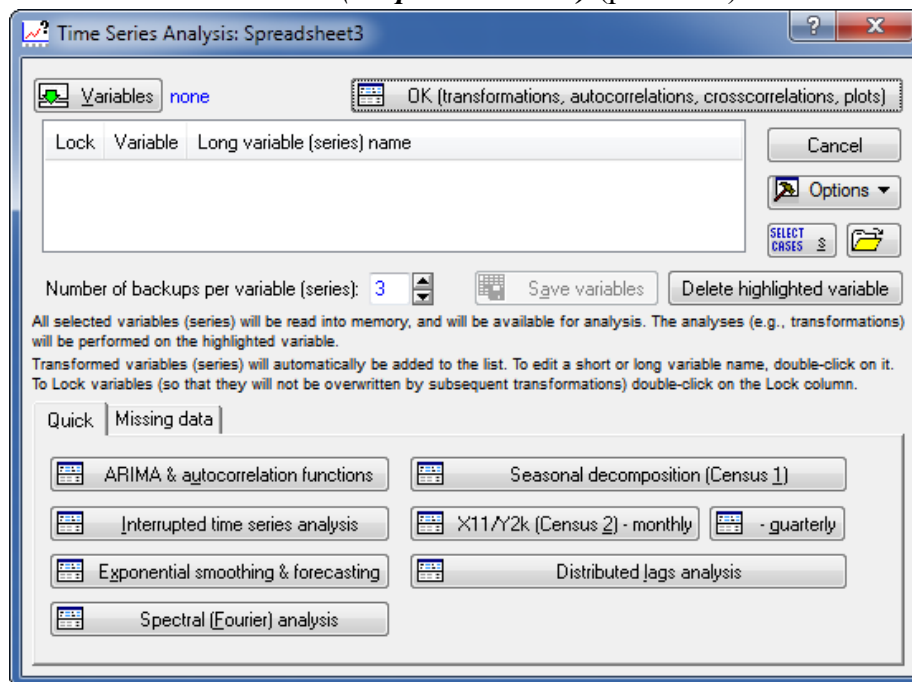 Time Series Analysis: Spreadsheet3
Variables none
OK (transformations, autocorrelations, crosscorrelations, plots)
Lock Variable Long variable (series) name
Cancel
Options
SELECT CASES S
Number of backups per variable (series): 3
Save variables
Delete highlighted variable
All selected variables (series) will be read into memory, and will be available for analysis. The analyses (e.g., transformations)
will be performed on the highlighted variable.
Transformed variables (series) will automatically be added to the list. To edit a short or long variable name, double-click on it.
To Lock variables (so that they will not be overwritten by subsequent transformations) double-click on the Lock column.
Quick Missing data
ARIMA & autocorrelation functions
Seasonal decomposition (Census 1)
Interrupted time series analysis
X11/Y2k (Census 2) - monthly
- quarterly
Exponential smoothing & forecasting
Distributed lags analysis
Spectral (Fourier) analysis